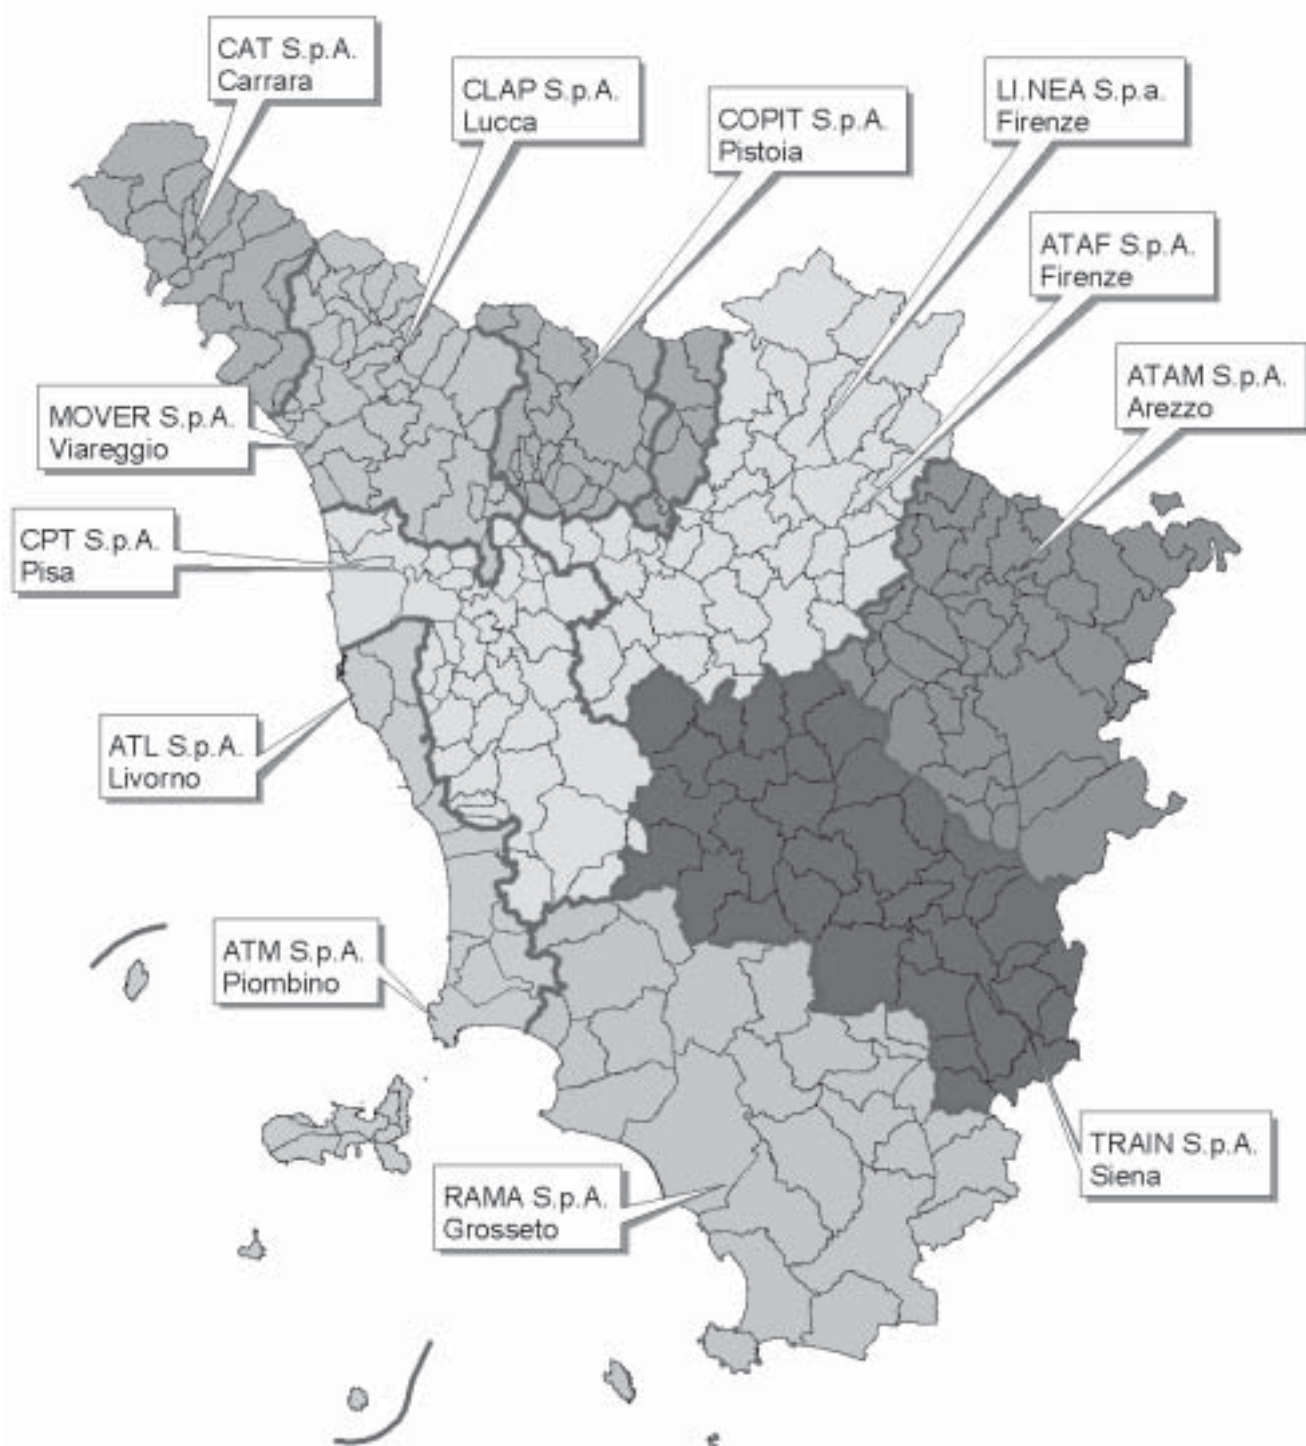 CAT S.p.A.
Carrara
CLAP S.p.A.
Lucca
COPIT S.p.A.
Pistoia
LI.NEA S.p.a.
Firenze
ATAF S.p.A.
Firenze
ATAM S.p.A.
Arezzo
MOVER S.p.A.
Viareggio
CPT S.p.A.
Pisa
ATL S.p.A.
Livorno
ATM S.p.A.
Piombino
RAMA S.p.A.
Grosseto
TRAIN S.p.A.
Siena